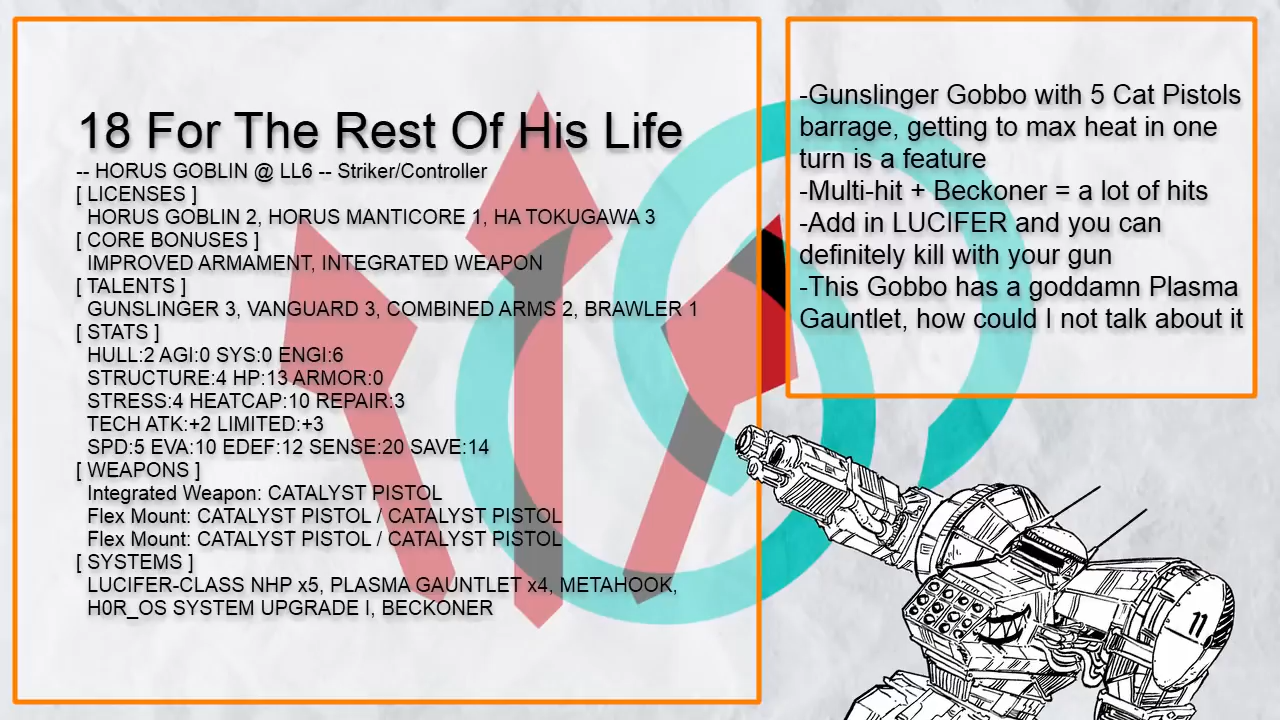 18 For The Rest Of His Life
-- HORUS GOBLIN @ LL6 -- Striker/Controller
[ LICENSES ]
HORUS GOBLIN 2, HORUS MANTICORE 1, HA TOKUGAWA 3
[ CORE BONUSES ]
IMPROVED ARMAMENT, INTEGRATED WEAPON
[ TALENTS ]
GUNSLINGER 3, VANGUARD 3, COMBINED ARMS 2, BRAWLER 1
[ STATS ]
HULL:2 AGI:0 SYS:0 ENGI:6
STRUCTURE:4 HP:13 ARMOR:0
STRESS:4 HEATCAP:10 REPAIR:3
TECH ATK:+2 LIMITED:+3
SPD:5 EVA:10 EDEF:12 SENSE:20 SAVE:14
[ WEAPONS ]
Integrated Weapon: CATALYST PISTOL
Flex Mount: CATALYST PISTOL / CATALYST PISTOL
Flex Mount: CATALYST PISTOL / CATALYST PISTOL
[ SYSTEMS ]
LUCIFER-CLASS NHP x5, PLASMA GAUNTLET x4, METAHOOK,
H0R_OS SYSTEM UPGRADE I, BECKONER
-Gunslinger Gobbo with 5 Cat Pistols
barrage, getting to max heat in one
turn is a feature
-Multi-hit + Beckoner = a lot of hits
-Add in LUCIFER and you can
definitely kill with your gun
-This Gobbo has a goddamn Plasma
Gauntlet, how could I not talk about it
11